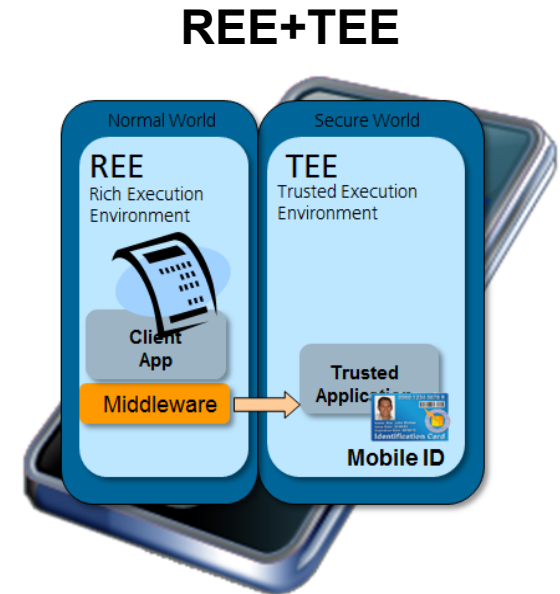 REE+TEE
Normal World
REE
Rich Execution
Environment
Client
App
Middleware
Secure World
TEE
Trusted Execution
Environment
Trusted
Identification Card
Mobile ID